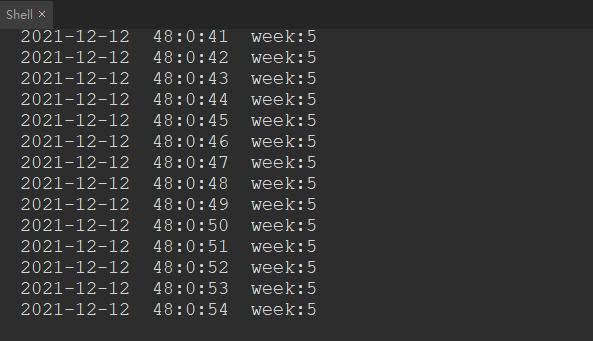 Shell ×
2021-12-12  48:0:41  week:5
2021-12-12  48:0:42  week:5
2021-12-12  48:0:43  week:5
2021-12-12  48:0:44  week:5
2021-12-12  48:0:45  week:5
2021-12-12  48:0:46  week:5
2021-12-12  48:0:47  week:5
2021-12-12  48:0:48  week:5
2021-12-12  48:0:49  week:5
2021-12-12  48:0:50  week:5
2021-12-12  48:0:51  week:5
2021-12-12  48:0:52  week:5
2021-12-12  48:0:53  week:5
2021-12-12  48:0:54  week:5